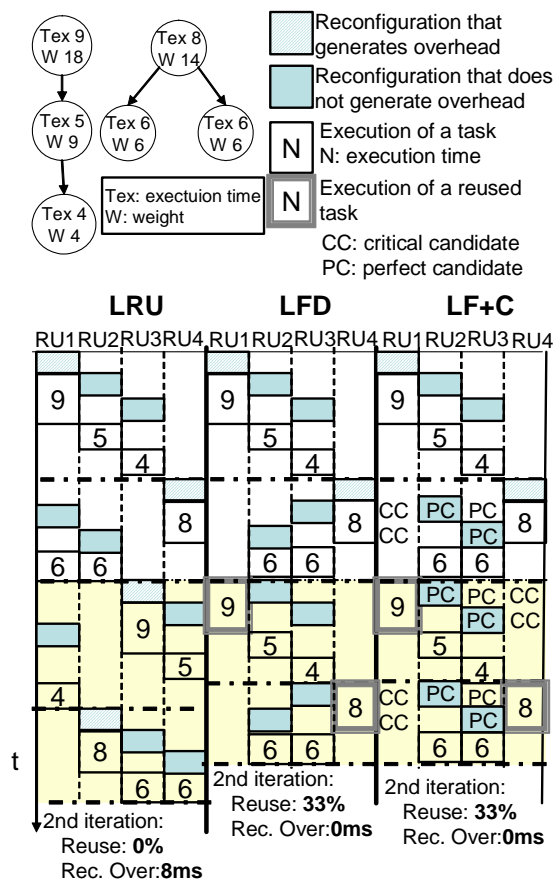 Tex 9
W 18
Tex 8
W 14
Tex 5
W 9
Tex 6
W 6
Tex 6
W 6
Tex 4
W 4
Tex: exectuion time
W: weight
Reconfiguration that
generates overhead
Reconfiguration that does
not generate overhead
N
Execution of a task
N: execution time
N
Execution of a reused
task
CC: critical candidate
PC: perfect candidate
LRU LFD LF+C
RU1 RU2 RU3 RU4 RU1 RU2 RU3 RU4 RU1 RU2 RU3 RU4
9 9 9
5 5 5
4 4 4
8 8 CC PC PC 8
CC PC
6 6 6 6 6 6
9 9 9 PC PC CC
PC CC
5 5 5
4 4 4
8 8 CC PC PC 8
CC PC
6 6 6 6 6 6
t
2nd iteration:
Reuse: 0%
Rec. Over:8ms
2nd iteration:
Reuse: 33%
Rec. Over:0ms
2nd iteration:
Reuse: 33%
Rec. Over:0ms